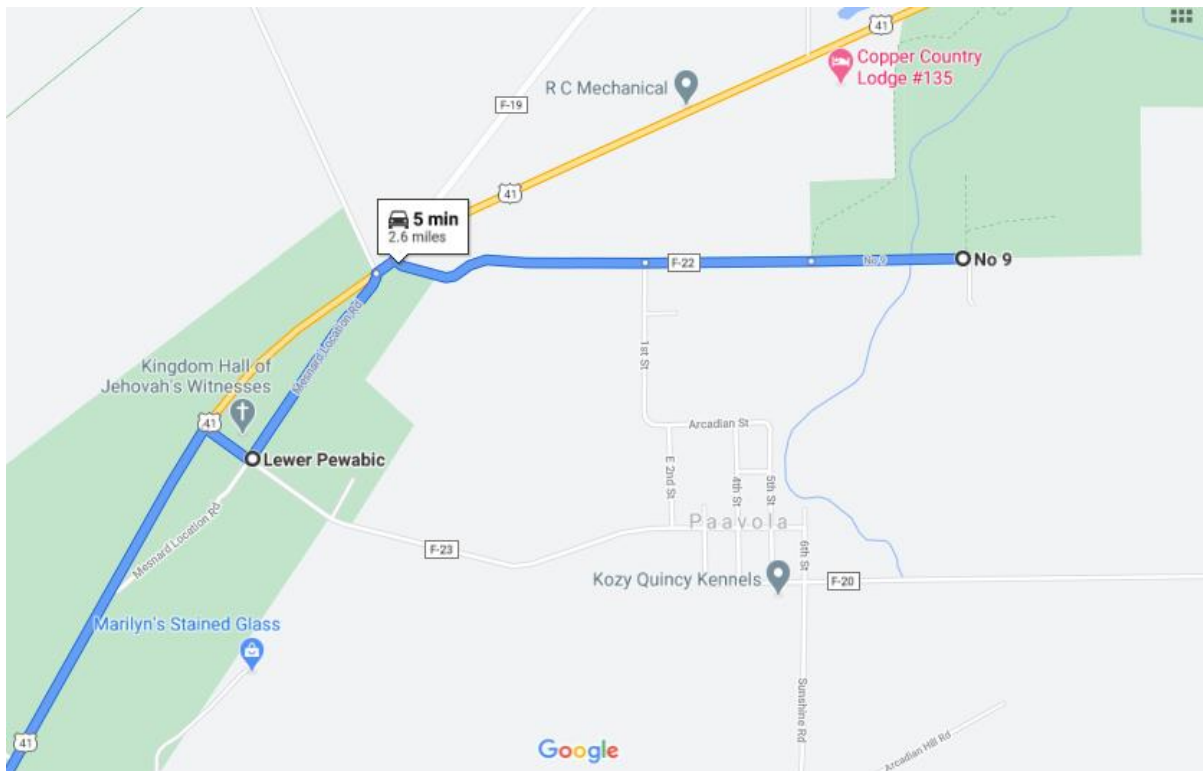 41
Copper Country
Lodge #135
R C Mechanical
F-19
41
5 min
2.6 miles
F-22
No 9
No 9
Mesnard Location Rd
1st St
Kingdom Hall of
Jehovah's Witnesses
41
Arcadian St
Lewer Pewabic
E 2nd St
4th St
5th St
Mesnard Location Rd
Paavola
F-23
6th St
Kozy Quincy Kennels
F-20
Marilyn's Stained Glass
Sunshine Rd
41
Google
Arcadian Hill Rd